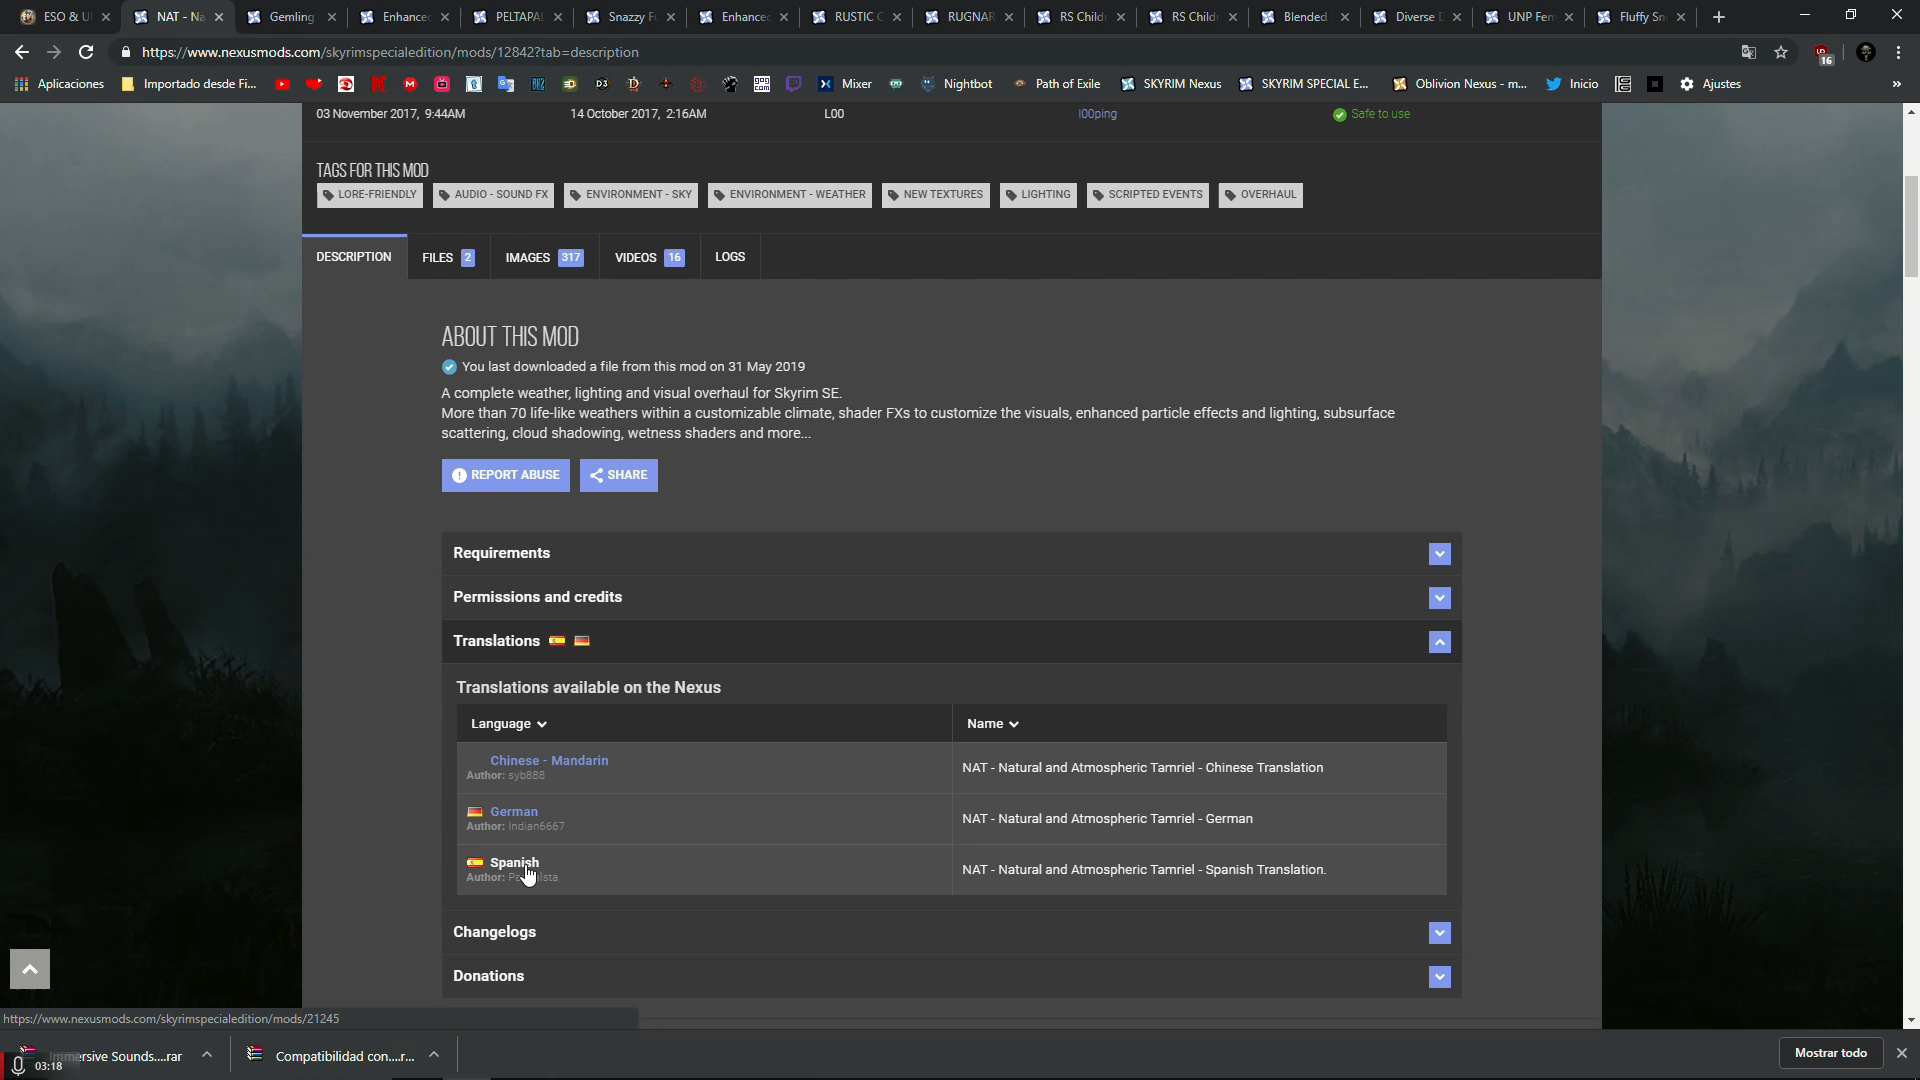 ESO & U
NAT - Na
Gemling
Enhance
PELTAPA
Snazzy F
Enhance
RUSTIC C
RUGNAR
RS Child
RS Child
Blended
Diverse
UNP Fem
Fluffy Sn
https://www.nexusmods.com/skyrimspecialedition/mods/12842?tab=description
16
Aplicaciones
Importado desde Fi...
Mixer
Nightbot
Path of Exile
SKYRIM Nexus
SKYRIM SPECIAL E...
Oblivion Nexus - m...
Inicio
Ajustes
»
03 November 2017, 9:44AM
14 October 2017, 2:16AM
L00
l00ping
Safe to use
TAGS FOR THIS MOD
LORE-FRIENDLY
AUDIO - SOUND FX
ENVIRONMENT - SKY
ENVIRONMENT - WEATHER
NEW TEXTURES
LIGHTING
SCRIPTED EVENTS
OVERHAUL
DESCRIPTION
FILES 2
IMAGES 317
VIDEOS 16
LOGS
ABOUT THIS MOD
You last downloaded a file from this mod on 31 May 2019
A complete weather, lighting and visual overhaul for Skyrim SE.
More than 70 life-like weathers within a customizable climate, shader FXs to customize the visuals, enhanced particle effects and lighting, subsurface
scattering, cloud shadowing, wetness shaders and more...
REPORT ABUSE
SHARE
Requirements
Permissions and credits
Translations
Translations available on the Nexus
Language
Name
Chinese - Mandarin
Author: syb888
NAT - Natural and Atmospheric Tamriel - Chinese Translation
German
Author: Indian6667
NAT - Natural and Atmospheric Tamriel - German
Spanish
Author:
NAT - Natural and Atmospheric Tamriel - Spanish Translation.
Changelogs
Donations
https://www.nexusmods.com/skyrimspecialedition/mods/21245
Immersive Sounds....rar
Compatibilidad con....r...
Mostrar todo
03:18